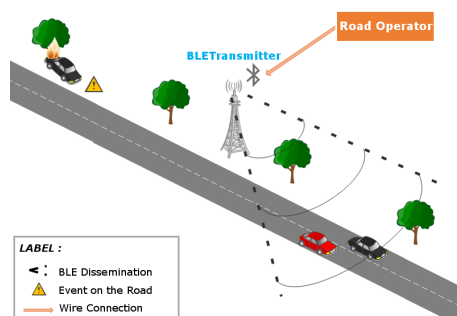 Road Operator
BLETransmitter
LABEL :
BLE Dissemination
Event on the Road
Wire Connection